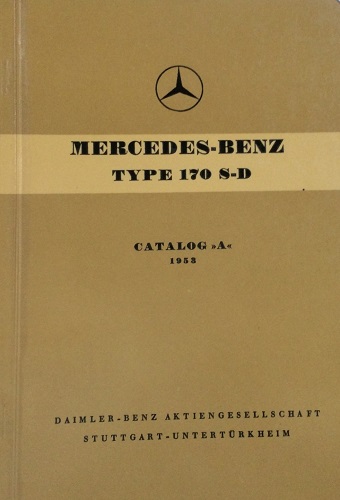 MERCEDES-BENZ
TYPE 170 S-D
CATALOG »A«
1953
DAIMLER-BENZ AKTIENGESELLSCHAFT
STUTTGART-UNTERTÜRKHEIM